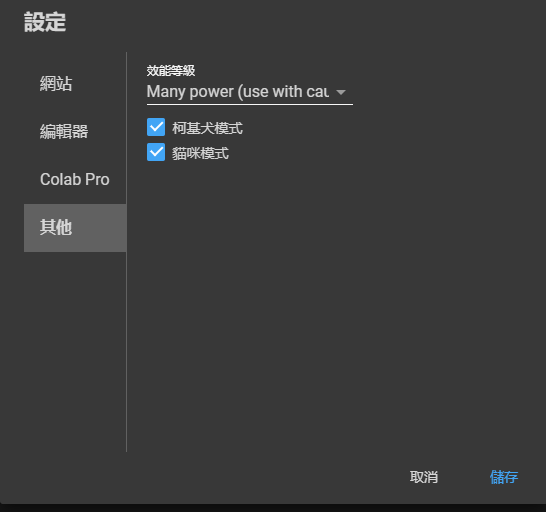 設定
網站
編輯器
Colab Pro
其他
效能等級
Many power (use with cau
柯基犬模式
貓咪模式
取消
儲存